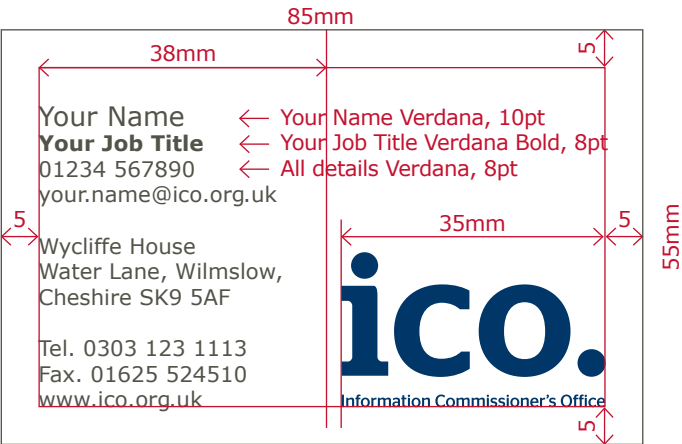 85mm
38mm
5
Your Name
Your Name Verdana, 10pt
Your Job Title
Your Job Title Verdana Bold, 8pt
01234 567890
All details Verdana, 8pt
your.name@ico.org.uk
5
35mm
5
55mm
Wycliffe House
Water Lane, Wilmslow,
Cheshire SK9 5AF
ico.
Information Commissioner's Office
Tel. 0303 123 1113
Fax. 01625 524510
www.ico.org.uk
5